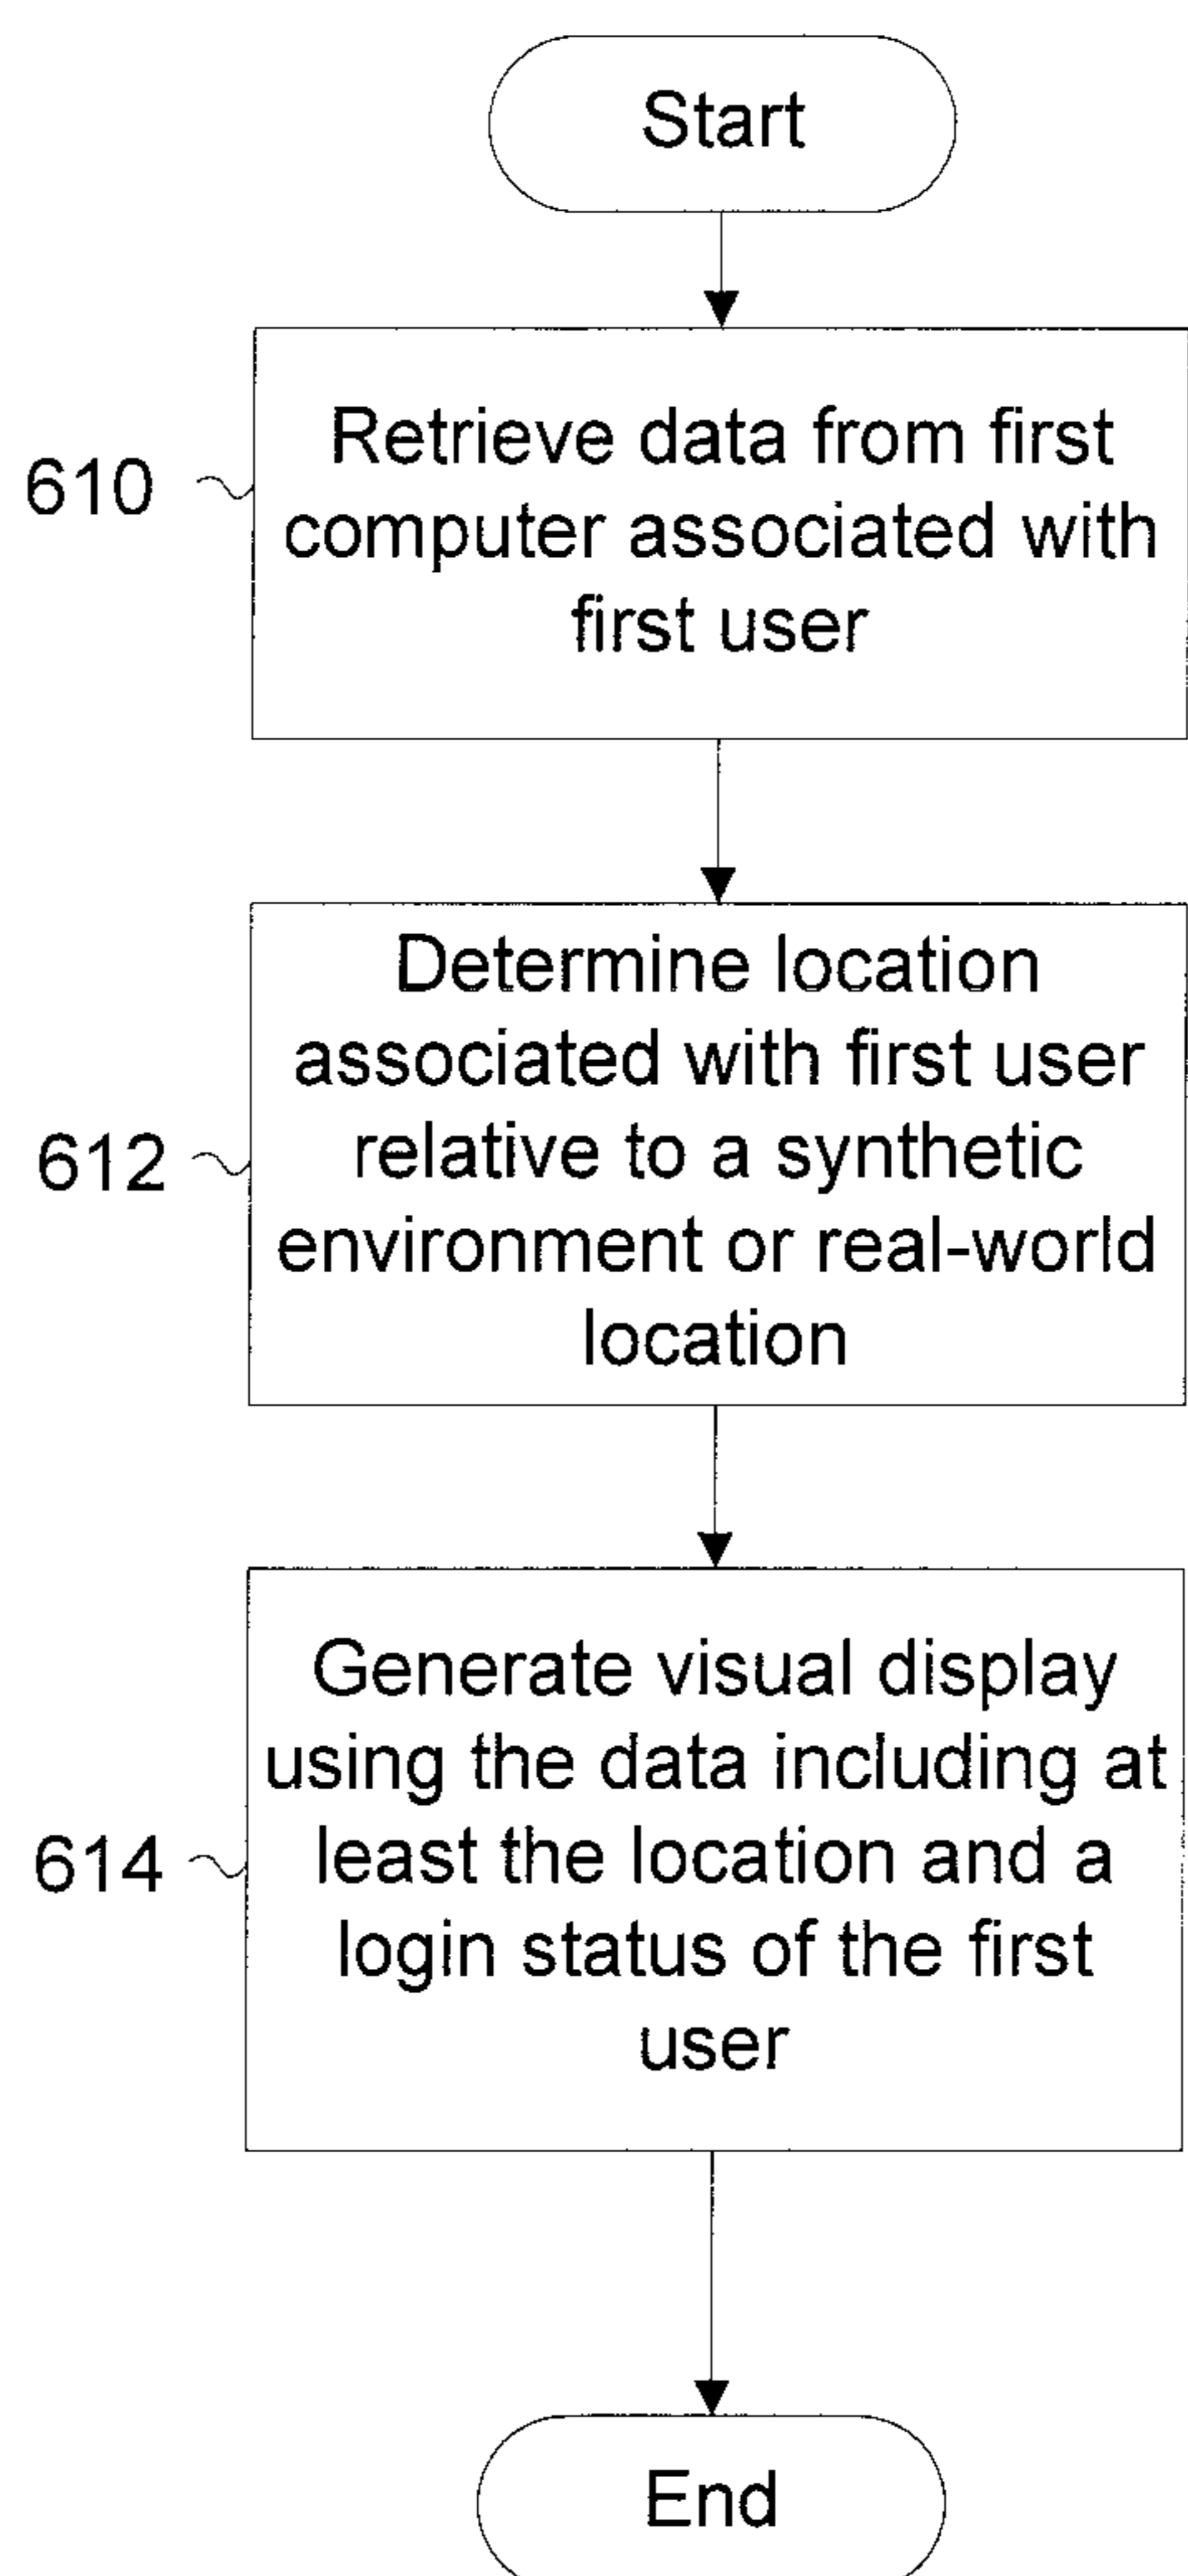 Start
610
Retrieve data from first
computer associated with
first user
612
Determine location
associated with first user
relative to a synthetic
environment or real-world
location
614
Generate visual display
using the data including at
least the location and a
login status of the first
user
End